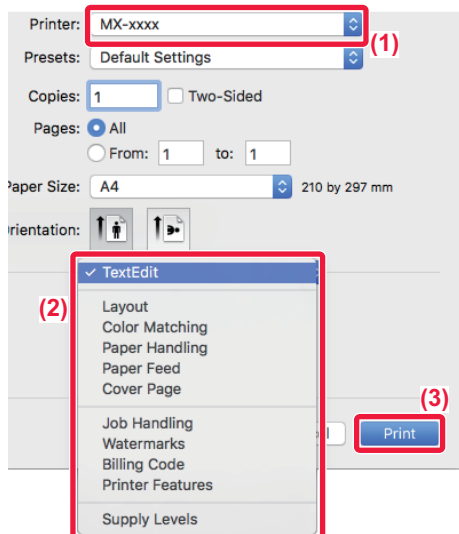 Printer: MX-xxxx
(1)
Presets: Default Settings
Copies: 1 Two-Sided
Pages: All
From: 1 to: 1
Paper Size: A4 210 by 297 mm
rientation:
✓ TextEdit
(2)
Layout
Color Matching
Paper Handling
Paper Feed
Cover Page
(3)
Job Handling
Watermarks
Billing Code
Printer Features
Print
Supply Levels